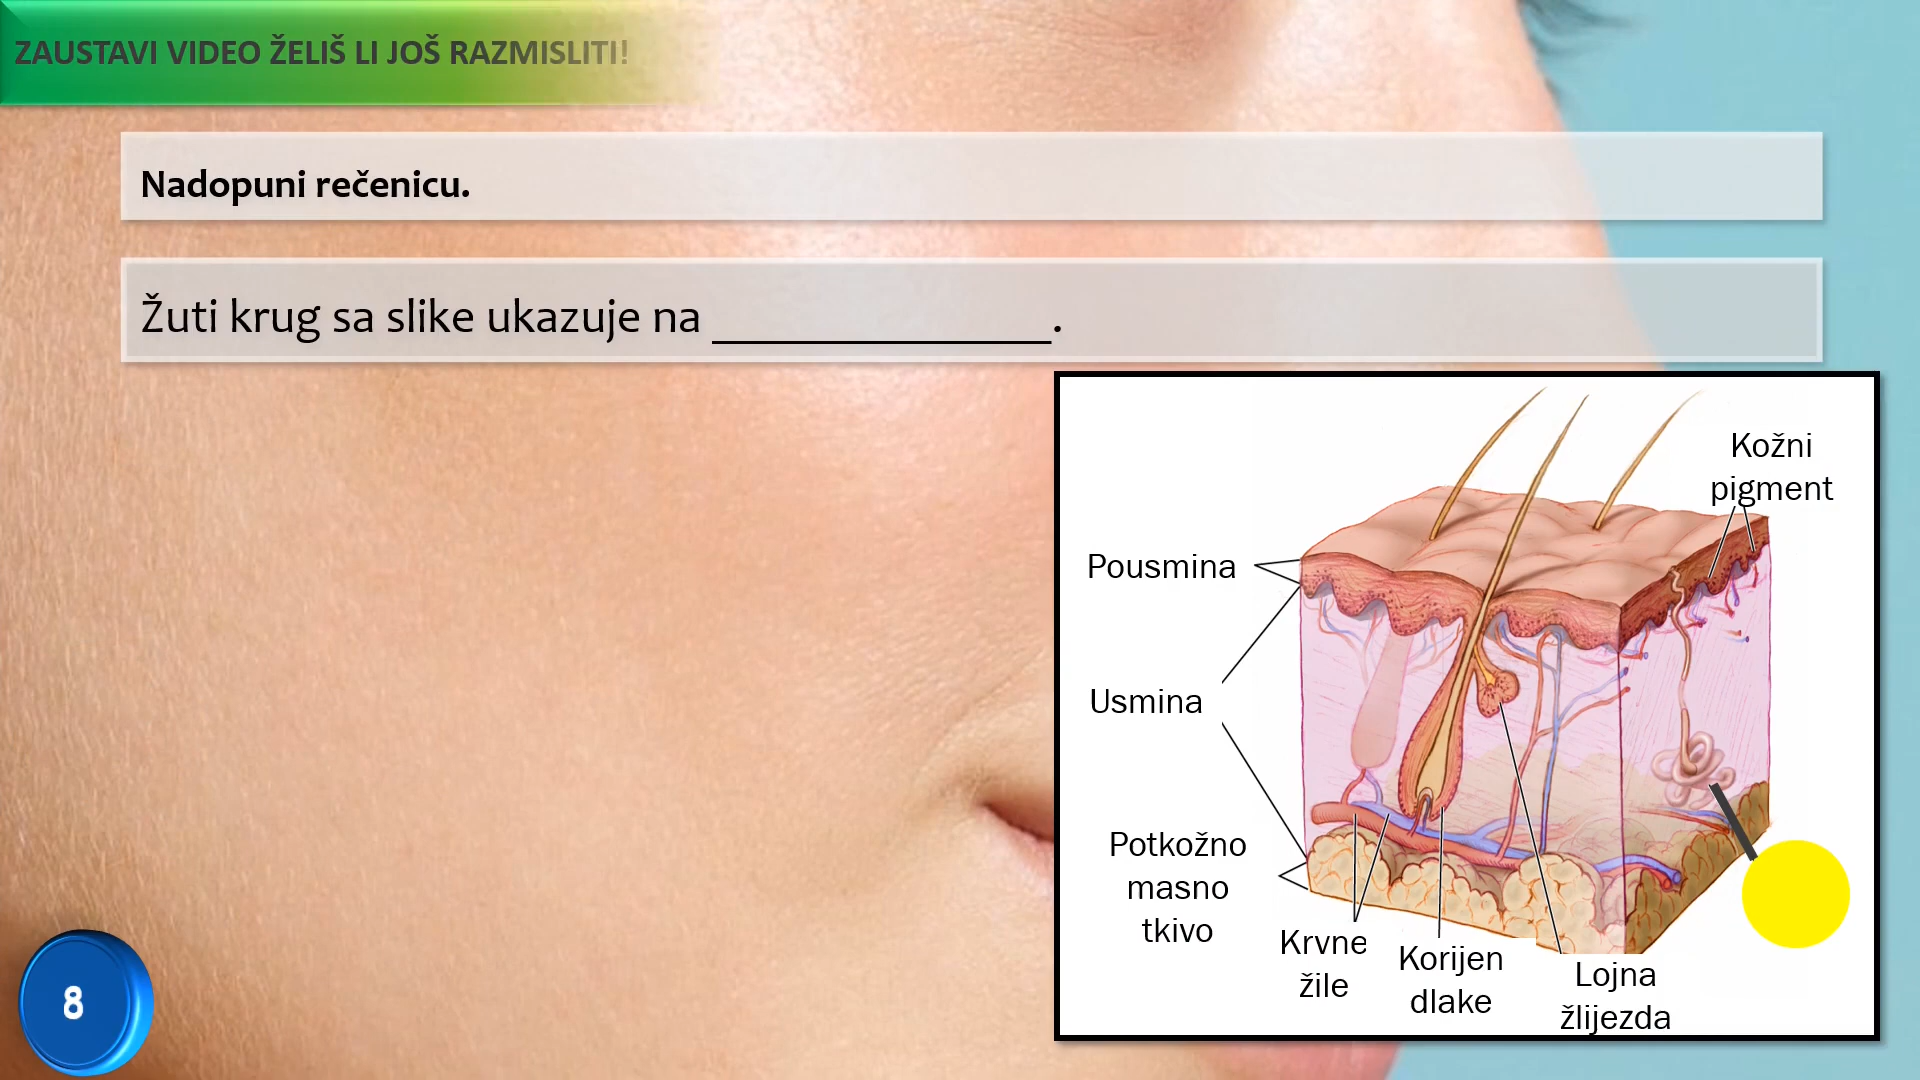 ZAUSTAVI VIDEO ŽELIŠ LI JOŠ RAZMISLITI!
Nadopuni rečenicu.
Žuti krug sa slike ukazuje na _______________.
Kožni
pigment
Pousmina
Usmina
Potkožno
masno
tkivo
Krvne
žile
Korijen
dlake
Lojna
žlijezda
8